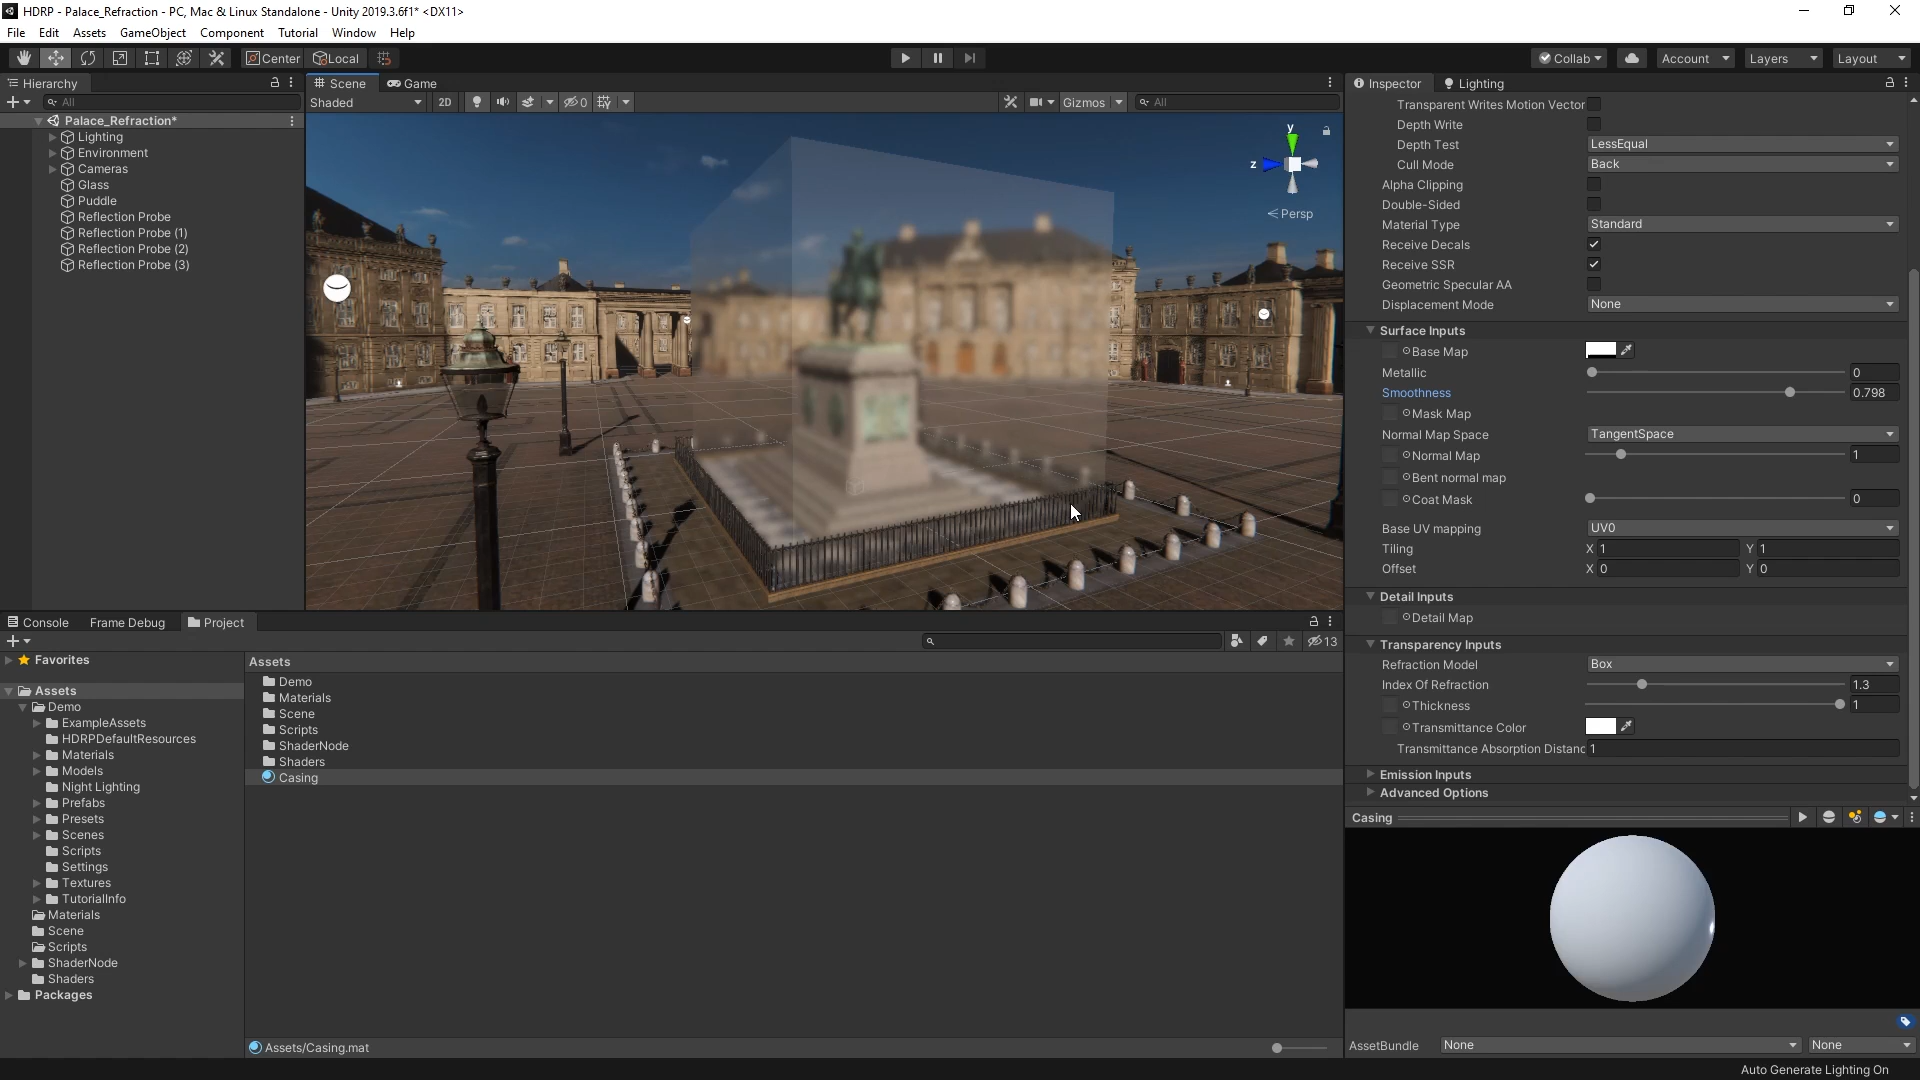 HDRP - Palace_Refraction - PC, Mac & Linux Standalone - Unity 2019.3.6f1* <DX11>
File Edit Assets GameObject Component Tutorial Window Help
Center Local Collab Account Layers Layout
Hierarchy
All
Palace_Refraction*
Lighting
Environment
Cameras
Glass
Puddle
Reflection Probe
Reflection Probe (1)
Reflection Probe (2)
Reflection Probe (3)
Scene Game
Shaded 2D 0 Gizmos All
y
z
Persp
Inspector Lighting
Transparent Writes Motion Vector
Depth Write
Depth Test LessEqual
Cull Mode Back
Alpha Clipping
Double-Sided
Material Type Standard
Receive Decals
Receive SSR
Geometric Specular AA
Displacement Mode None
Surface Inputs
Base Map
Metallic 0
Smoothness 0.798
Mask Map
Normal Map Space TangentSpace
Normal Map 1
Bent normal map
Coat Mask 0
Base UV mapping UV0
Tiling X 1 Y 1
Offset X 0 Y 0
Detail Inputs
Detail Map
Transparency Inputs
Refraction Model Box
Index Of Refraction 1.3
Thickness 1
Transmittance Color
Transmittance Absorption Distanc 1
Emission Inputs
Advanced Options
Casing
AssetBundle None None
Console Frame Debug Project
13
Favorites
Assets
Demo
ExampleAssets
HDRPDefaultResources
Materials
Models
Night Lighting
Prefabs
Presets
Scenes
Scripts
Settings
Textures
TutorialInfo
Materials
Scene
Scripts
ShaderNode
Shaders
Packages
Assets
Demo
Materials
Scene
Scripts
ShaderNode
Shaders
Casing
Assets/Casing.mat
Auto Generate Lighting On